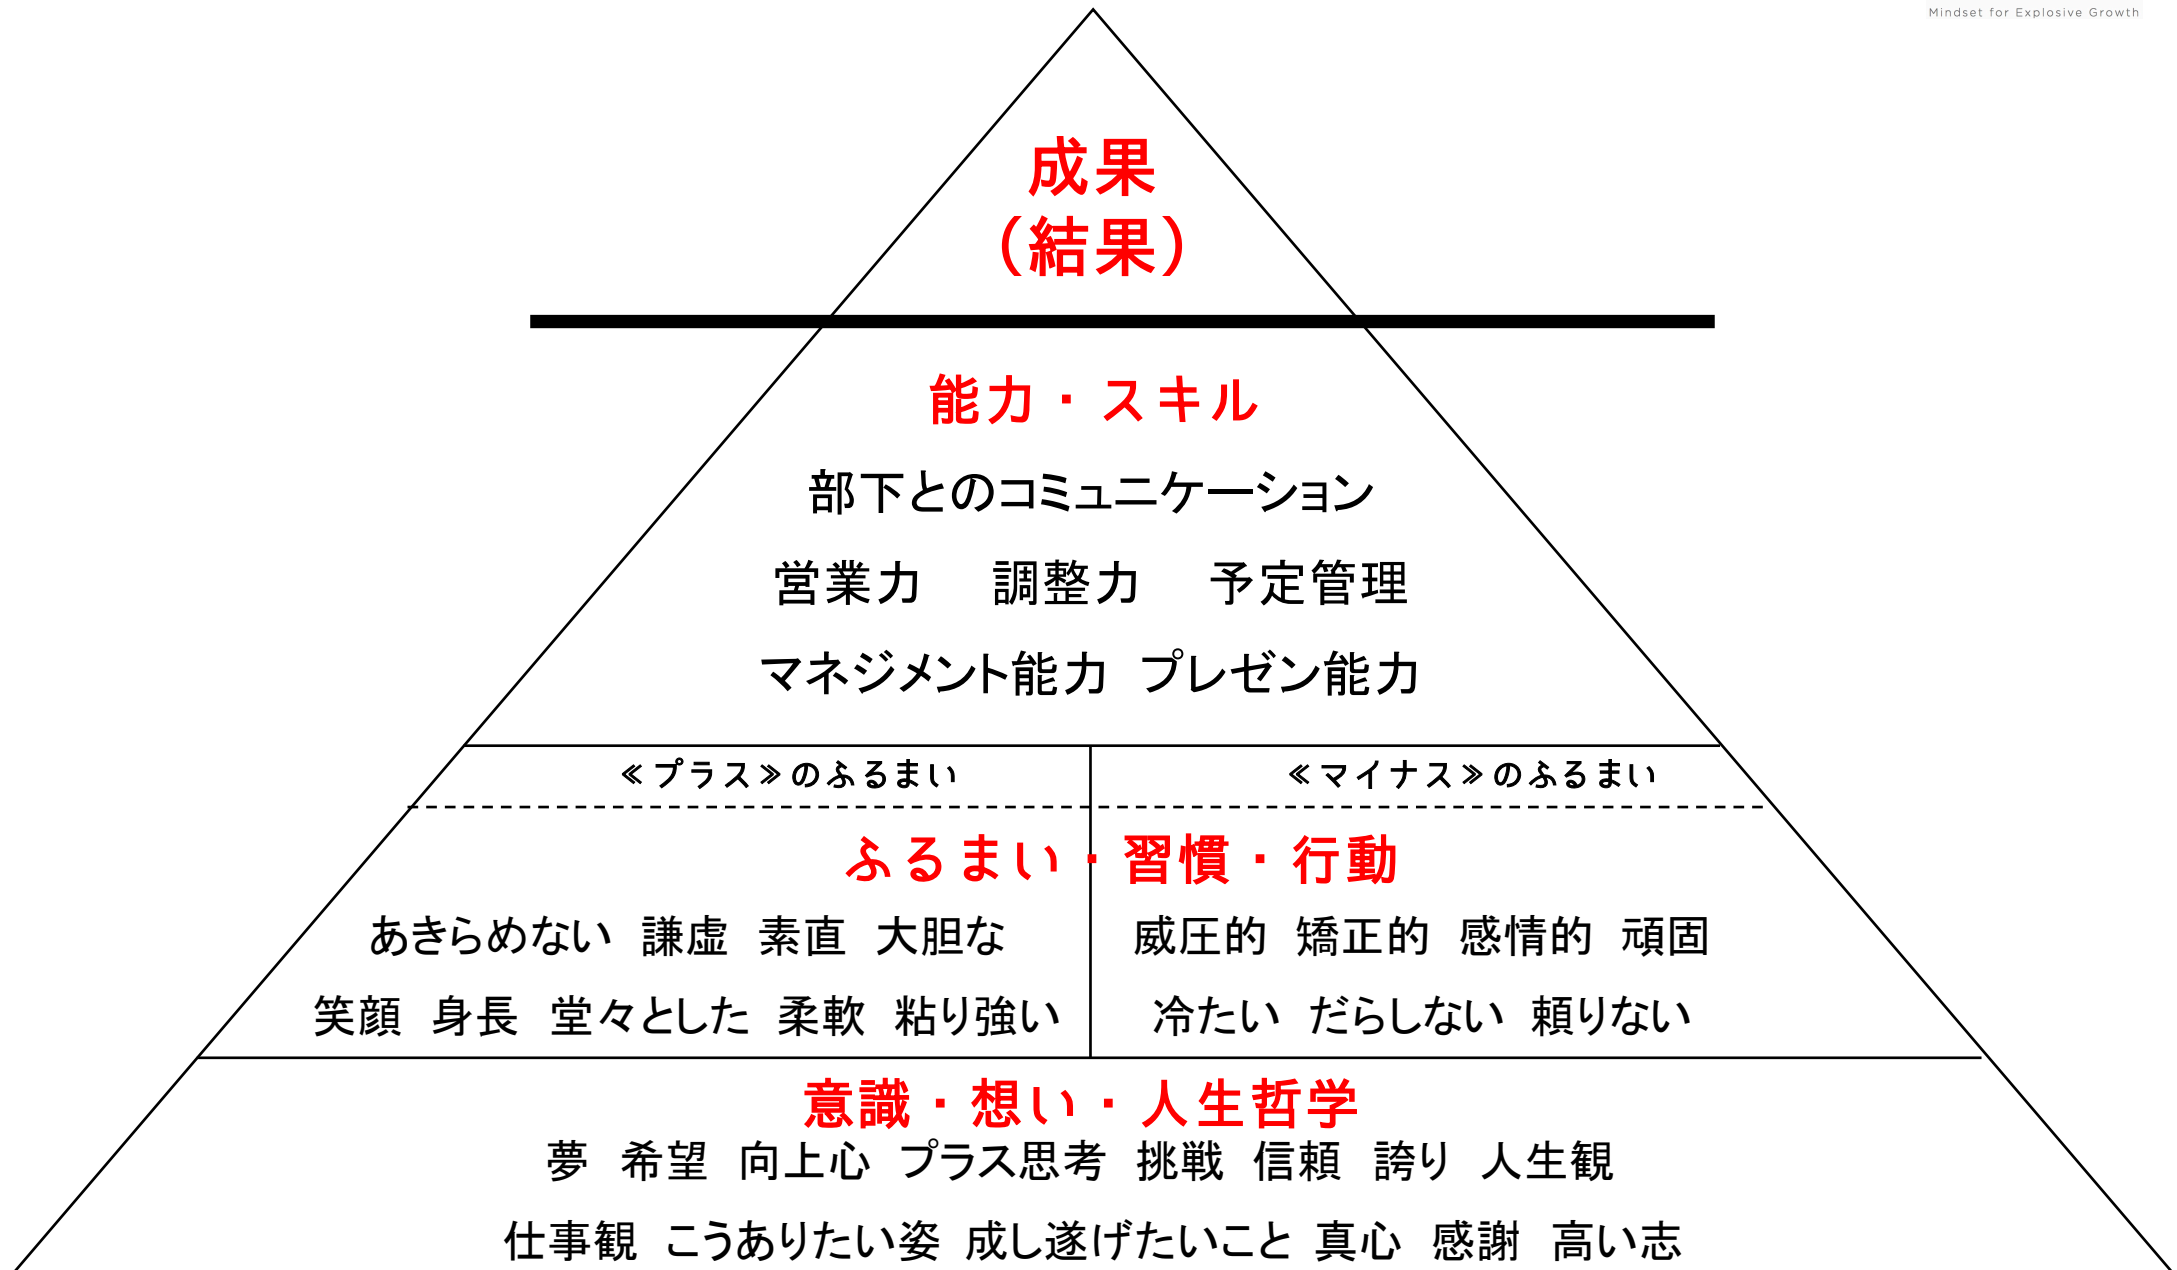 Mindset for Explosive Growth
成果
（結果）
能力・スキル
部下とのコミュニケーション
営業力 調整力 予定管理
マネジメント能力 プレゼン能力
≪プラス≫のふるまい ≪マイナス≫のふるまい
ふるまい・習慣・行動
あきらめない 謙虚 素直 大胆な 威圧的 矯正的 感情的 頑固
笑顔 身長 堂々とした 柔軟 粘り強い 冷たい だらしない 頼りない
意識・想い・人生哲学
夢 希望 向上心 プラス思考 挑戦 信頼 誇り 人生観
仕事観 こうありたい姿 成し遂げたいこと 真心 感謝 高い志